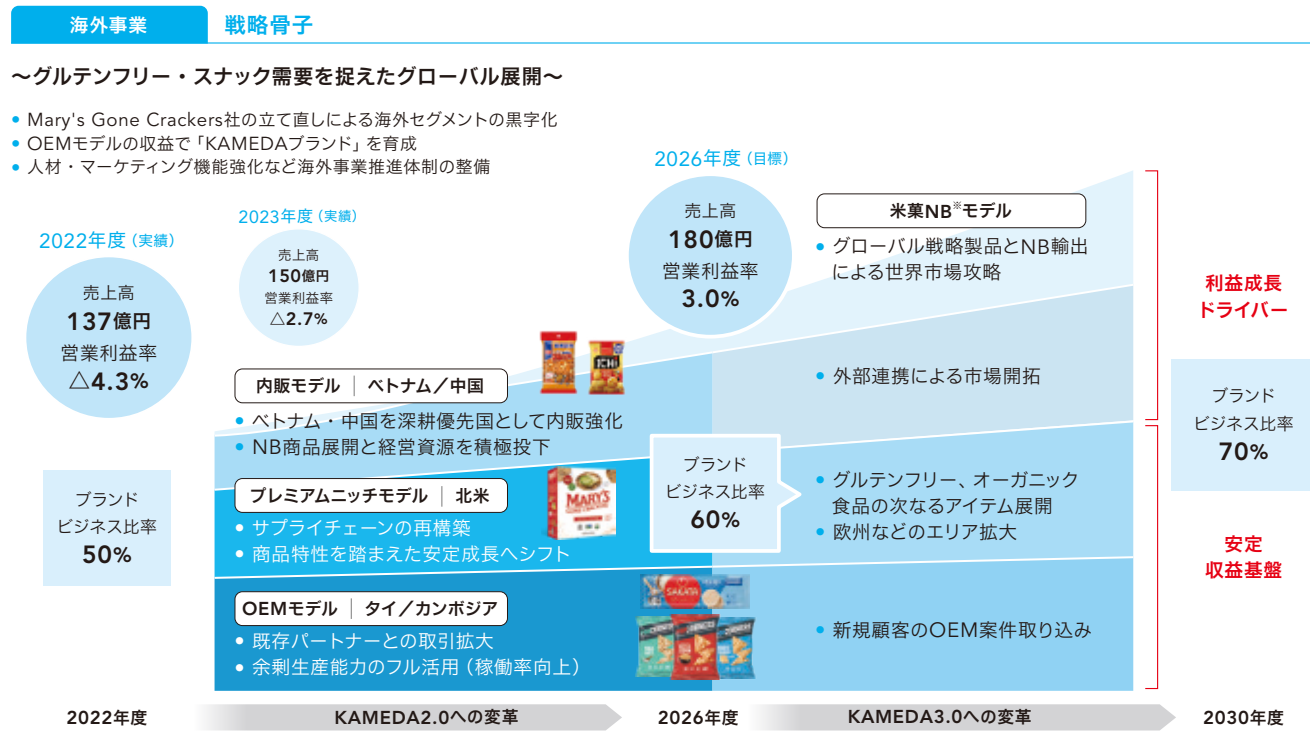 海外事業
戦略骨子
〜グルテンフリー・スナック需要を捉えたグローバル展開〜
• Mary's Gone Crackers社の立て直しによる海外セグメントの黒字化
• OEMモデルの収益で「KAMEDAブランド」を育成
• 人材・マーケティング機能強化など海外事業推進体制の整備
2022年度（実績）
売上高
137億円
営業利益率
△4.3%
2023年度（実績）
売上高
150億円
営業利益率
△2.7%
2026年度（目標）
売上高
180億円
営業利益率
3.0%
米菓NB※モデル
• グローバル戦略製品とNB輸出
による世界市場攻略
利益成長
ドライバー
内販モデル｜ベトナム／中国
• ベトナム・中国を深耕優先国として内販強化
• NB商品展開と経営資源を積極投下
ICHI
• 外部連携による市場開拓
ブランド
ビジネス比率
50%
プレミアムニッチモデル｜北米
• サプライチェーンの再構築
• 商品特性を踏まえた安定成長へシフト
MARY'S
ブランド
ビジネス比率
60%
• グルテンフリー、オーガニック
食品の次なるアイテム展開
• 欧州などのエリア拡大
ブランド
ビジネス比率
70%
安定
収益基盤
OEMモデル｜タイ／カンボジア
• 既存パートナーとの取引拡大
• 余剰生産能力のフル活用（稼働率向上）
SAKATA
• 新規顧客のOEM案件取り込み
2022年度
KAMEDA2.0への変革
2026年度
KAMEDA3.0への変革
2030年度